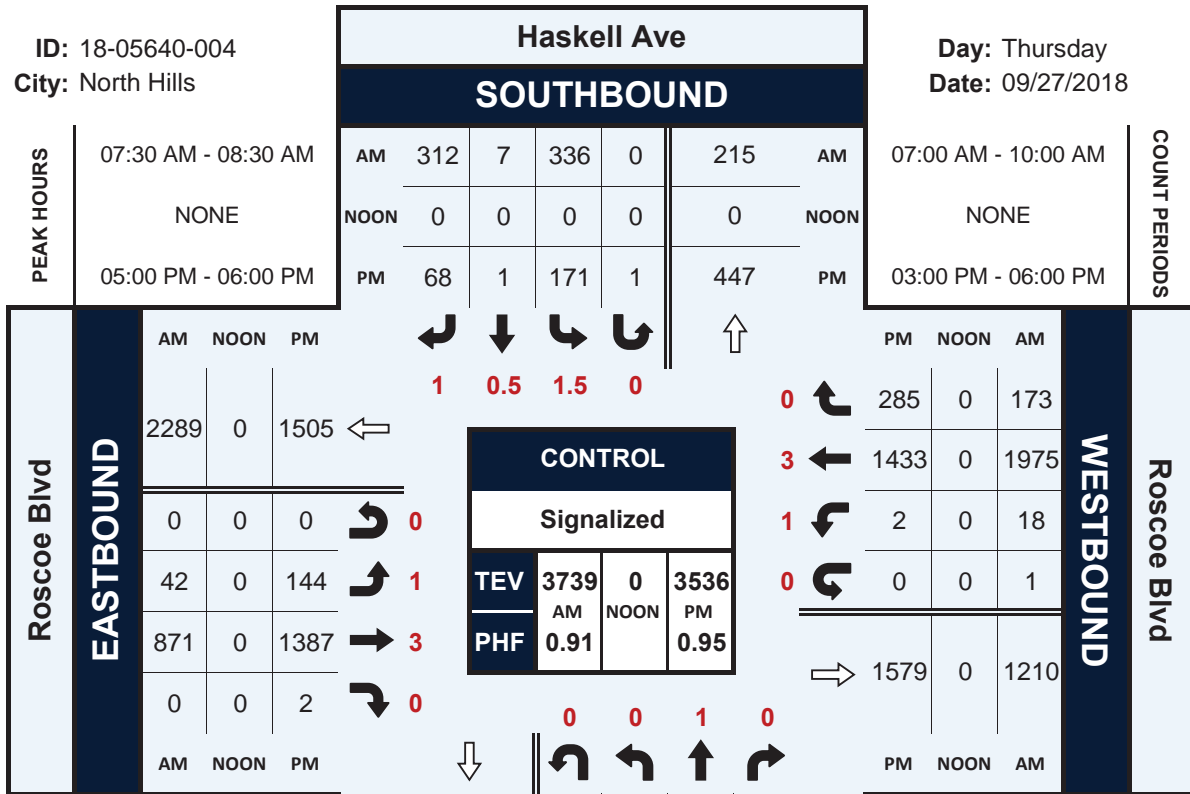 ID: 18-05640-004
City: North Hills
Haskell Ave
SOUTHBOUND
Day: Thursday
Date: 09/27/2018
PEAK HOURS
07:30 AM - 08:30 AM
NONE
05:00 PM - 06:00 PM
AM 312 7 336 0 215 AM
NOON 0 0 0 0 0 NOON
PM 68 1 171 1 447 PM
07:00 AM - 10:00 AM
NONE
03:00 PM - 06:00 PM
COUNT PERIODS
1 0.5 1.5 0
Roscoe Blvd
EASTBOUND
AM NOON PM
2289 0 1505
0 0 0 0
42 0 144 1
871 0 1387 3
0 0 2 0
AM NOON PM
CONTROL
Signalized
TEV 3739 0 3536
AM NOON PM
PHF 0.91 0.95
PM NOON AM
0 285 0 173
3 1433 0 1975
1 2 0 18
0 0 0 1
1579 0 1210
PM NOON AM
WESTBOUND
Roscoe Blvd
0 0 1 0